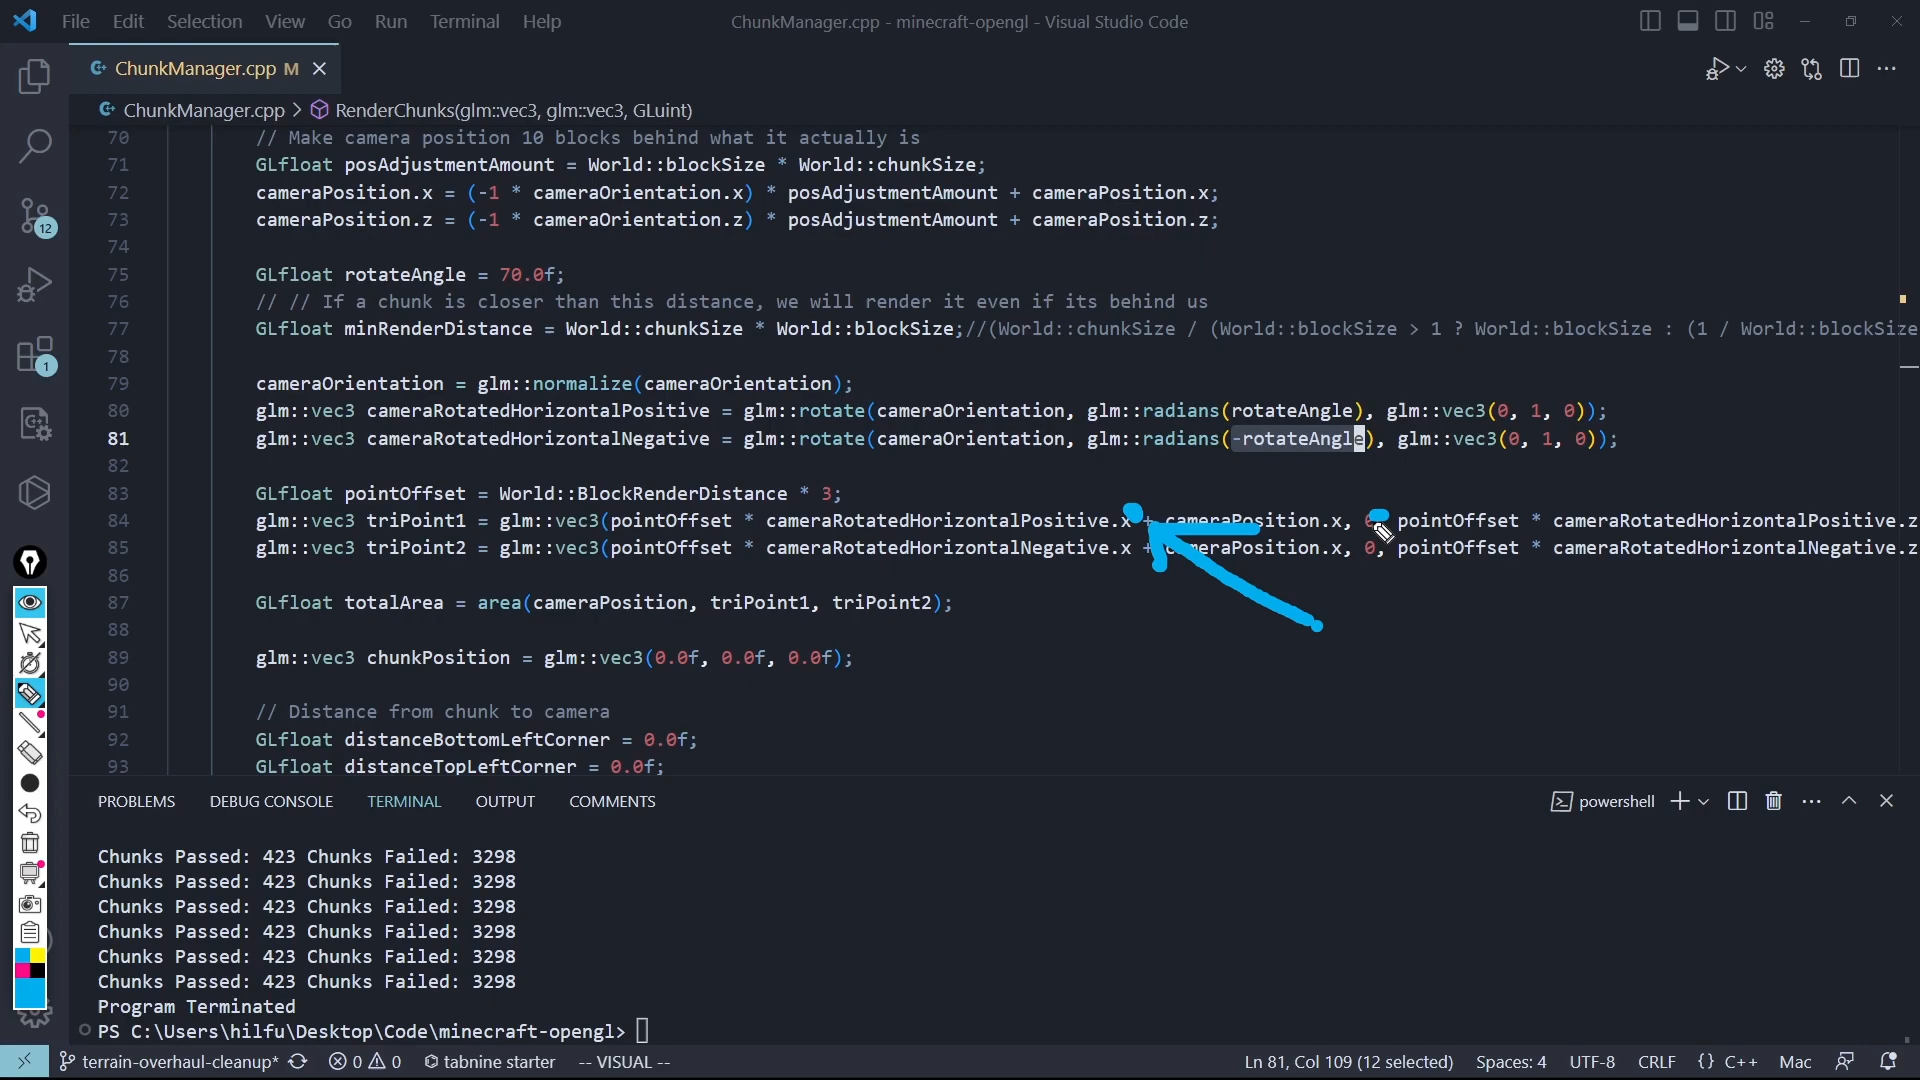 File Edit Selection View Go Run Terminal Help
ChunkManager.cpp - minecraft-opengl - Visual Studio Code
ChunkManager.cpp M
ChunkManager.cpp > RenderChunks(glm::vec3, glm::vec3, GLuint)
70 // Make camera position 10 blocks behind what it actually is
71 GLfloat posAdjustmentAmount = World::blockSize * World::chunkSize;
72 cameraPosition.x = (-1 * cameraOrientation.x) * posAdjustmentAmount + cameraPosition.x;
73 cameraPosition.z = (-1 * cameraOrientation.z) * posAdjustmentAmount + cameraPosition.z;
74
75 GLfloat rotateAngle = 70.0f;
76 // // If a chunk is closer than this distance, we will render it even if its behind us
77 GLfloat minRenderDistance = World::chunkSize * World::blockSize;//(World::chunkSize / (World::blockSize > 1 ? World::blockSize : (1 / World::blockSize
78
79 cameraOrientation = glm::normalize(cameraOrientation);
80 glm::vec3 cameraRotatedHorizontalPositive = glm::rotate(cameraOrientation, glm::radians(rotateAngle), glm::vec3(0, 1, 0));
81 glm::vec3 cameraRotatedHorizontalNegative = glm::rotate(cameraOrientation, glm::radians(-rotateAngle), glm::vec3(0, 1, 0));
82
83 GLfloat pointOffset = World::BlockRenderDistance * 3;
84 glm::vec3 triPoint1 = glm::vec3(pointOffset * cameraRotatedHorizontalPositive.x + cameraPosition.x, pointOffset * cameraRotatedHorizontalPositive.z
85 glm::vec3 triPoint2 = glm::vec3(pointOffset * cameraRotatedHorizontalNegative.x + cameraPosition.x, 0, pointOffset * cameraRotatedHorizontalNegative.z
86
87 GLfloat totalArea = area(cameraPosition, triPoint1, triPoint2);
88
89 glm::vec3 chunkPosition = glm::vec3(0.0f, 0.0f, 0.0f);
90
91 // Distance from chunk to camera
92 GLfloat distanceBottomLeftCorner = 0.0f;
93 GLfloat distanceTopLeftCorner = 0.0f;
12
1
PROBLEMS DEBUG CONSOLE TERMINAL OUTPUT COMMENTS
powershell
Chunks Passed: 423 Chunks Failed: 3298
Chunks Passed: 423 Chunks Failed: 3298
Chunks Passed: 423 Chunks Failed: 3298
Chunks Passed: 423 Chunks Failed: 3298
Chunks Passed: 423 Chunks Failed: 3298
Chunks Passed: 423 Chunks Failed: 3298
Program Terminated
PS C:\Users\hilfu\Desktop\Code\minecraft-opengl>
terrain-overhaul-cleanup* 0 0 tabnine starter -- VISUAL -- Ln 81, Col 109 (12 selected) Spaces: 4 UTF-8 CRLF {} C++ Mac